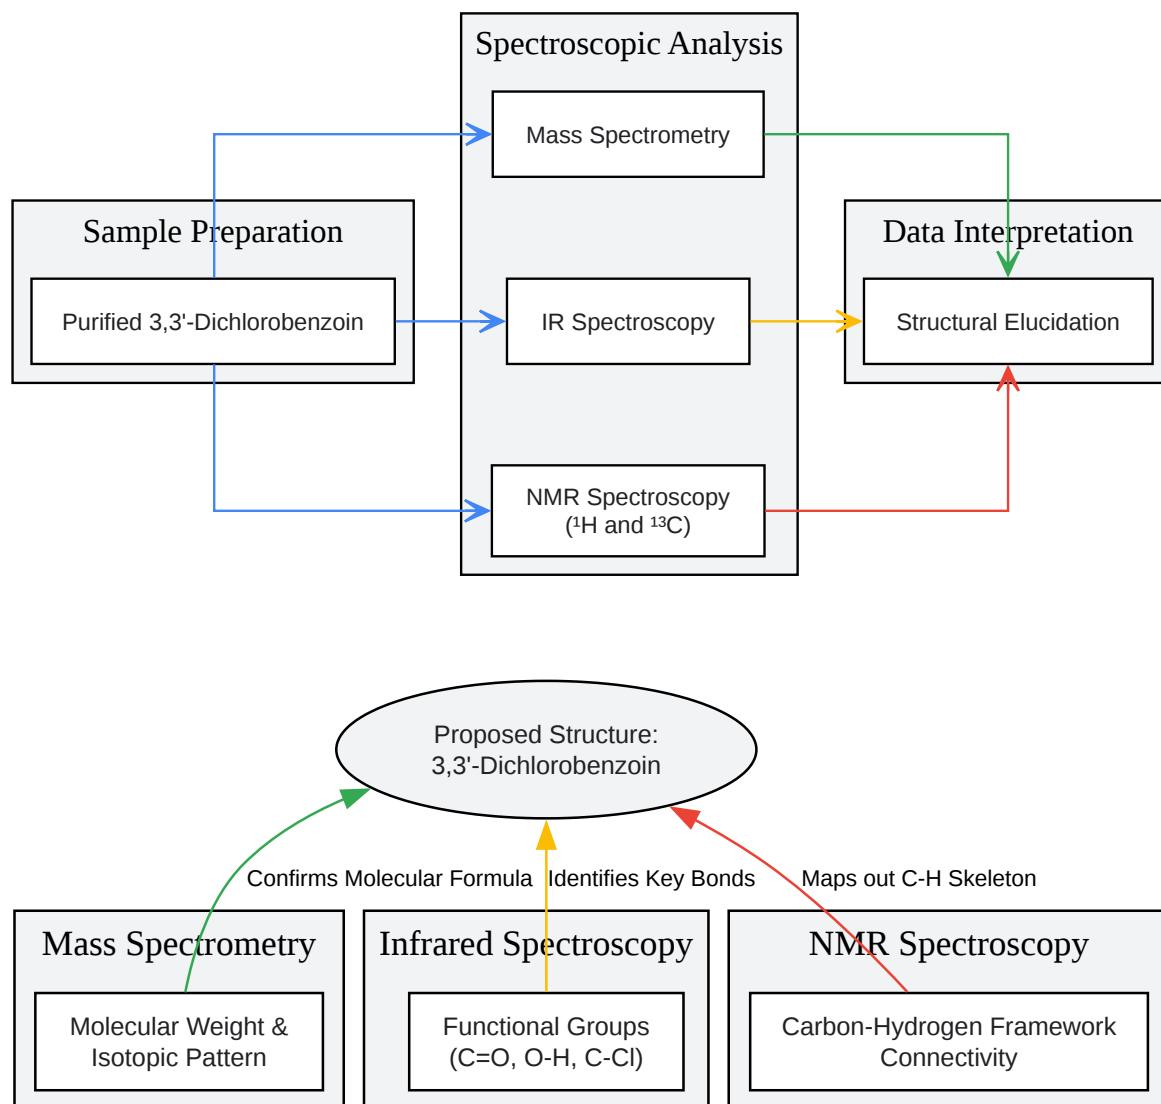 Spectroscopic Analysis
Mass Spectrometry
Sample Preparation
Data Interpretation
Purified 3,3'-Dichlorobenzoin
IR Spectroscopy
Structural Elucidation
NMR Spectroscopy
(¹H and ¹³C)
Proposed Structure:
3,3'-Dichlorobenzoin
Confirms Molecular Formula
Identifies Key Bonds
Maps out C-H Skeleton
Mass Spectrometry
Infrared Spectroscopy
NMR Spectroscopy
Molecular Weight &
Isotopic Pattern
Functional Groups
(C=O, O-H, C-Cl)
Carbon-Hydrogen Framework
Connectivity